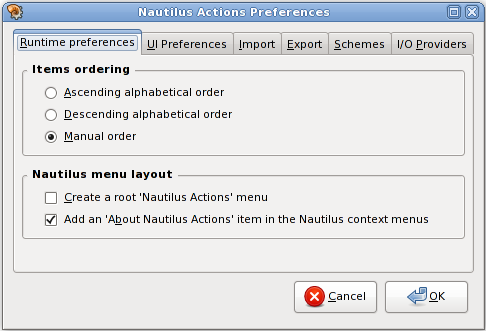 Nautilus Actions Preferences
Runtime preferences UI Preferences Import Export Schemes I/O Providers
Items ordering
Ascending alphabetical order
Descending alphabetical order
Manual order
Nautilus menu layout
Create a root 'Nautilus Actions' menu
Add an 'About Nautilus Actions' item in the Nautilus context menus
Cancel OK